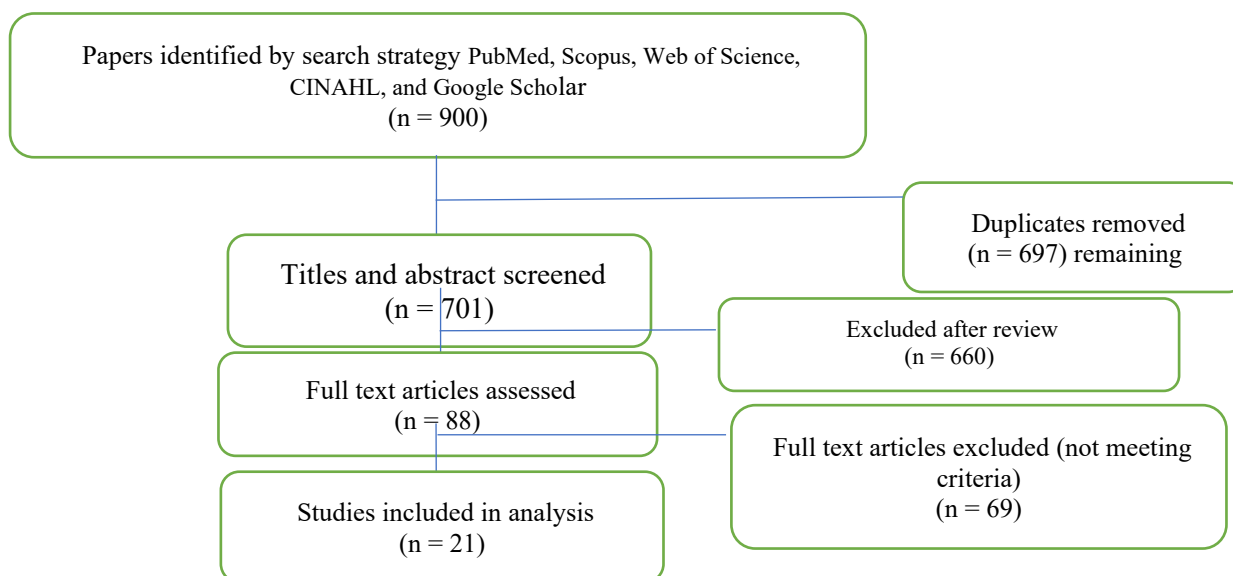 Papers identified by search strategy PubMed, Scopus, Web of Science,
CINAHL, and Google Scholar
(n = 900)
Duplicates removed
(n = 697) remaining
Titles and abstract screened
(n = 701)
Excluded after review
(n = 660)
Full text articles assessed
(n = 88)
Full text articles excluded (not meeting
criteria)
(n = 69)
Studies included in analysis
(n = 21)